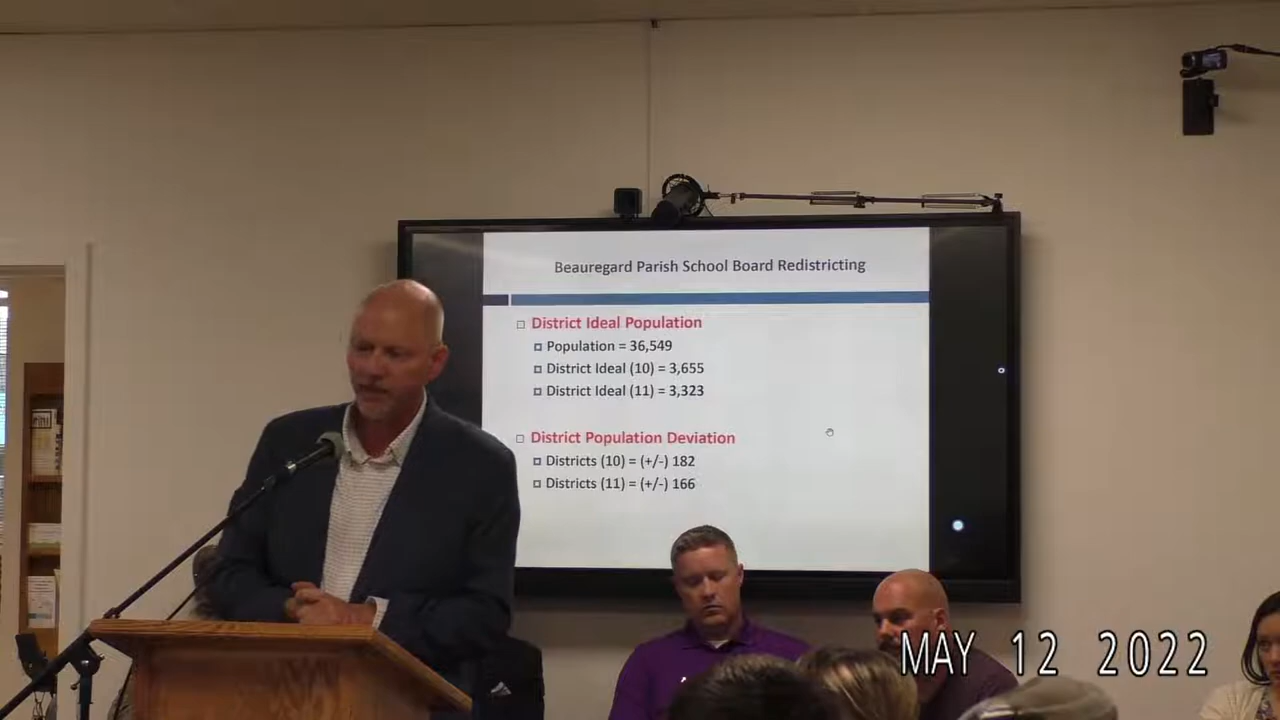 Beauregard Parish School Board Redistricting
District Ideal Population
Population = 36,549
District Ideal (10) = 3,655
District Ideal (11) = 3,323
District Population Deviation
Districts (10) = (+/-) 182
Districts (11) = (+/-) 166
MAY 12 2022